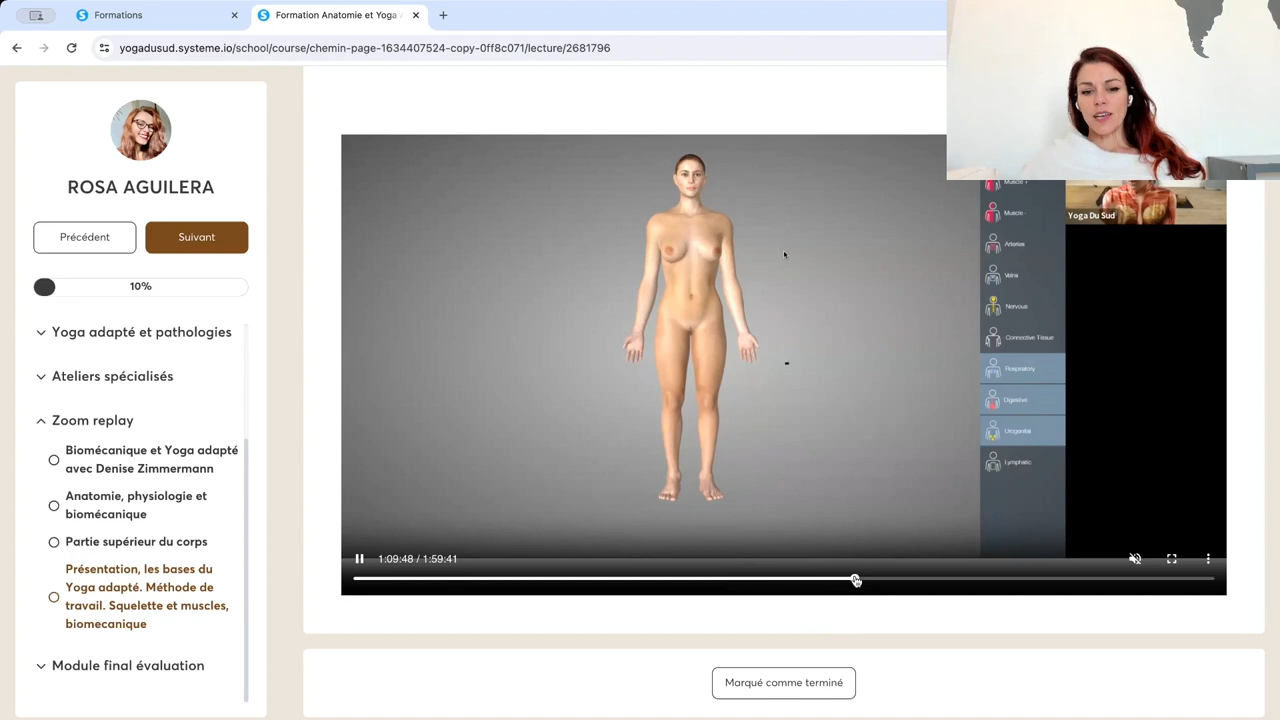 Formations
Formation Anatomie et Yoga
yogadusud.systeme.io/school/course/chemin-page-1634407524-copy-0ff8c071/lecture/2681796
ROSA AGUILERA
Précédent
Suivant
10%
Yoga adapté et pathologies
Ateliers spécialisés
Zoom replay
Biomécanique et Yoga adapté
avec Denise Zimmermann
Anatomie, physiologie et
biomécanique
Partie supérieur du corps
Présentation, les bases du
Yoga adapté. Méthode de
travail. Squelette et muscles,
biomecanique
Module final évaluation
Muscle +
Muscle -
Arteries
Veins
Nervous
Connective Tissue
Respiratory
Digestive
Urogenital
Lymphatic
Yoga Du Sud
1:09:48 / 1:59:41
Marqué comme terminé